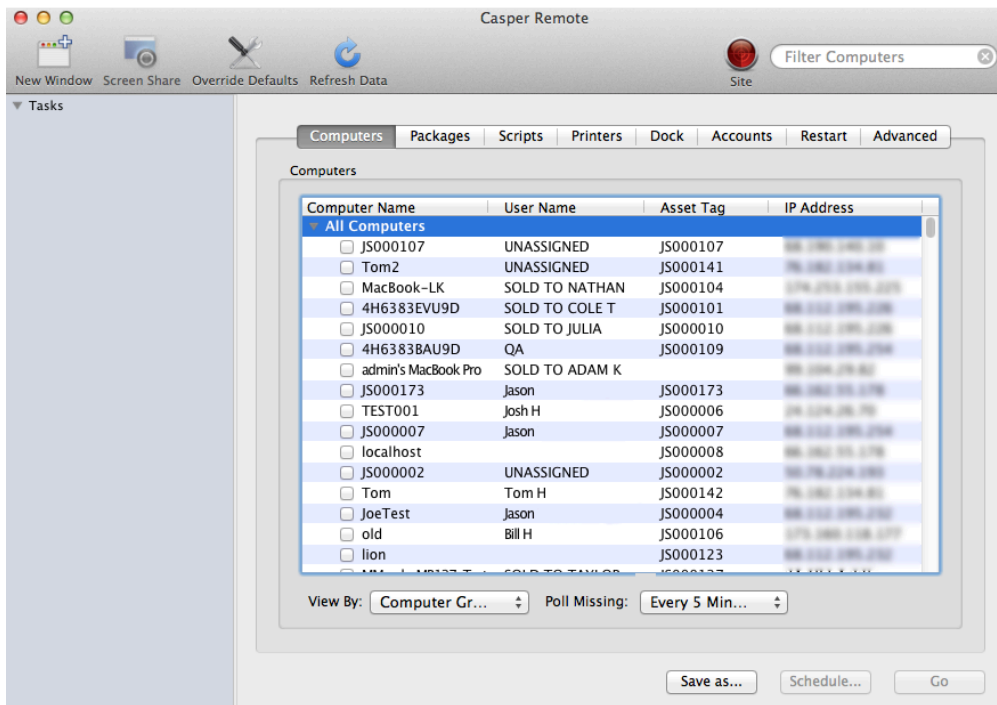 Casper Remote
New Window Screen Share Override Defaults Refresh Data Site Filter Computers
Tasks
Computers Packages Scripts Printers Dock Accounts Restart Advanced
Computers
Computer Name User Name Asset Tag IP Address
All Computers
JS000107 UNASSIGNED JS000107
Tom2 UNASSIGNED JS000141
MacBook-LK SOLD TO NATHAN JS000104
4H6383EVU9D SOLD TO COLE T JS000101
JS000010 SOLD TO JULIA JS000010
4H6383BAU9D QA JS000109
admin's MacBook Pro SOLD TO ADAM K
JS000173 Jason JS000173
TEST001 Josh H JS000006
JS000007 Jason JS000007
localhost JS000008
JS000002 UNASSIGNED JS000002
Tom Tom H JS000142
JoeTest Jason JS000004
old Bill H JS000106
lion JS000123
SOLD TO TAYLOR
View By: Computer Gr... Poll Missing: Every 5 Min...
Save as... Schedule... Go